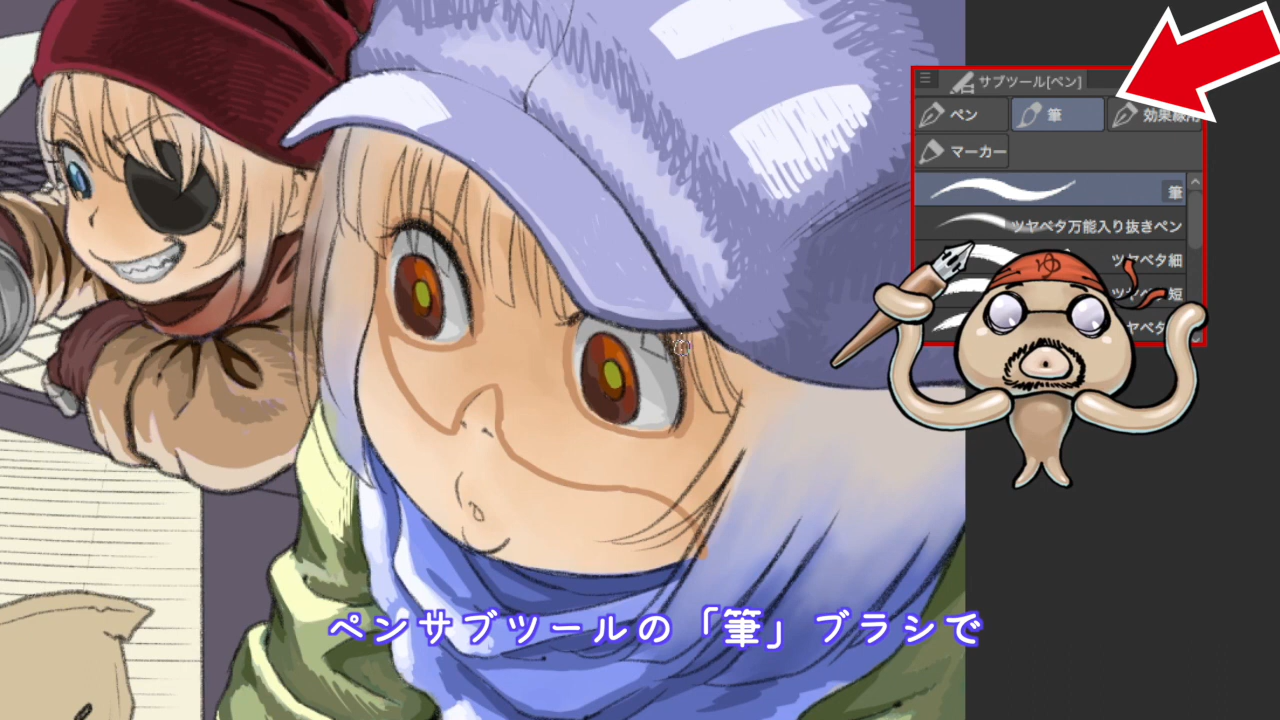 サブツール[ペン]
ペン
筆
効果線用
マーカー
筆
ツヤベタ万能入り抜きペン
ツヤベタ細
ゆ
ペンサブツールの「筆」ブラシで